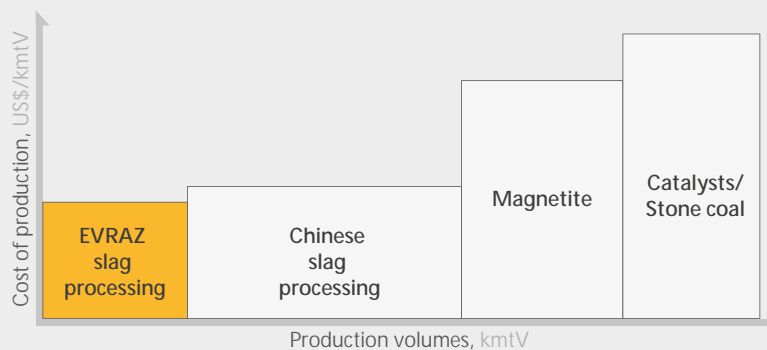 Cost of production, US$/kmtV
EVRAZ
slag
processing
Chinese
slag
processing
Magnetite
Catalysts/
Stone coal
Production volumes, kmtV